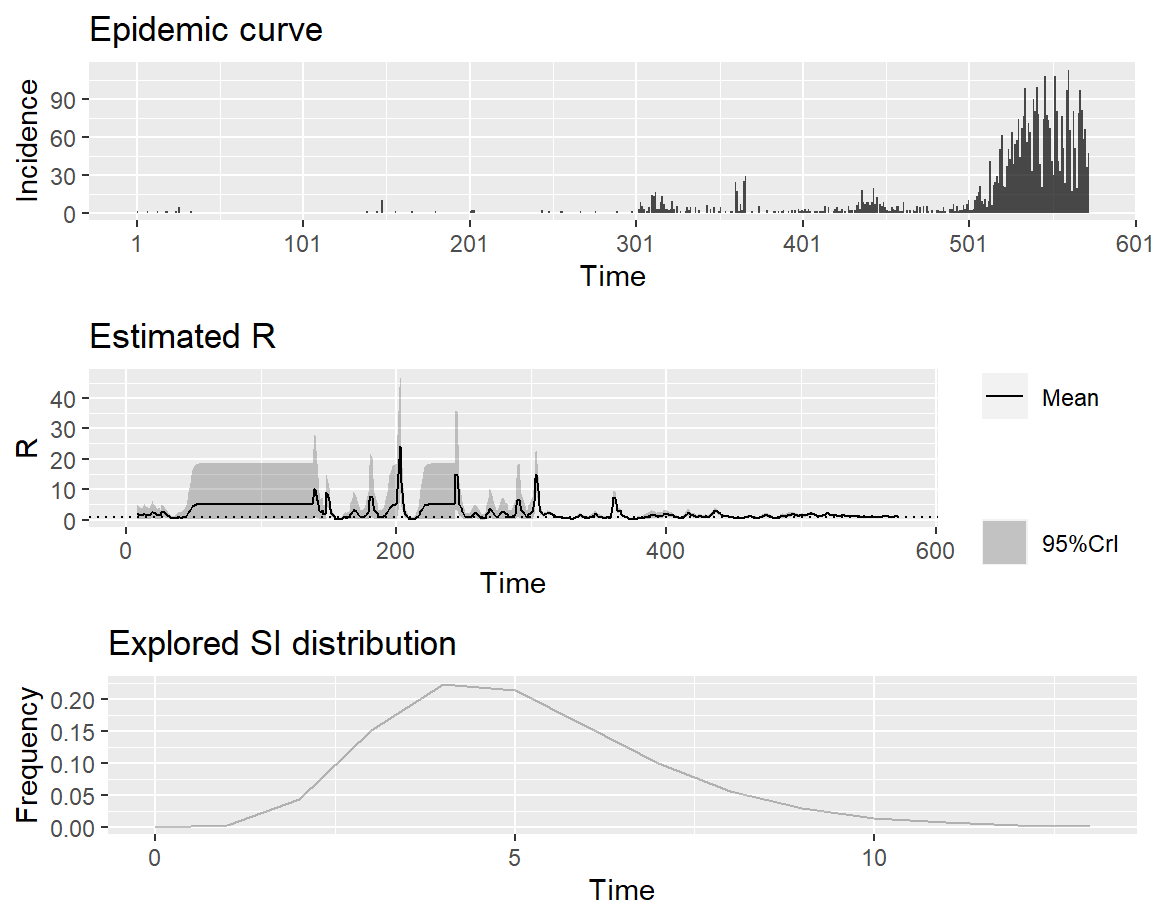 Epidemic curve
Incidence
90
60
30
0
1 101 201 301 401 501 601
Time
Estimated R
R
40
30
20
10
0
0 200 400 600
Time
Mean
95%CrI
Explored SI distribution
Frequency
0.20
0.15
0.10
0.05
0.00
0 5 10
Time